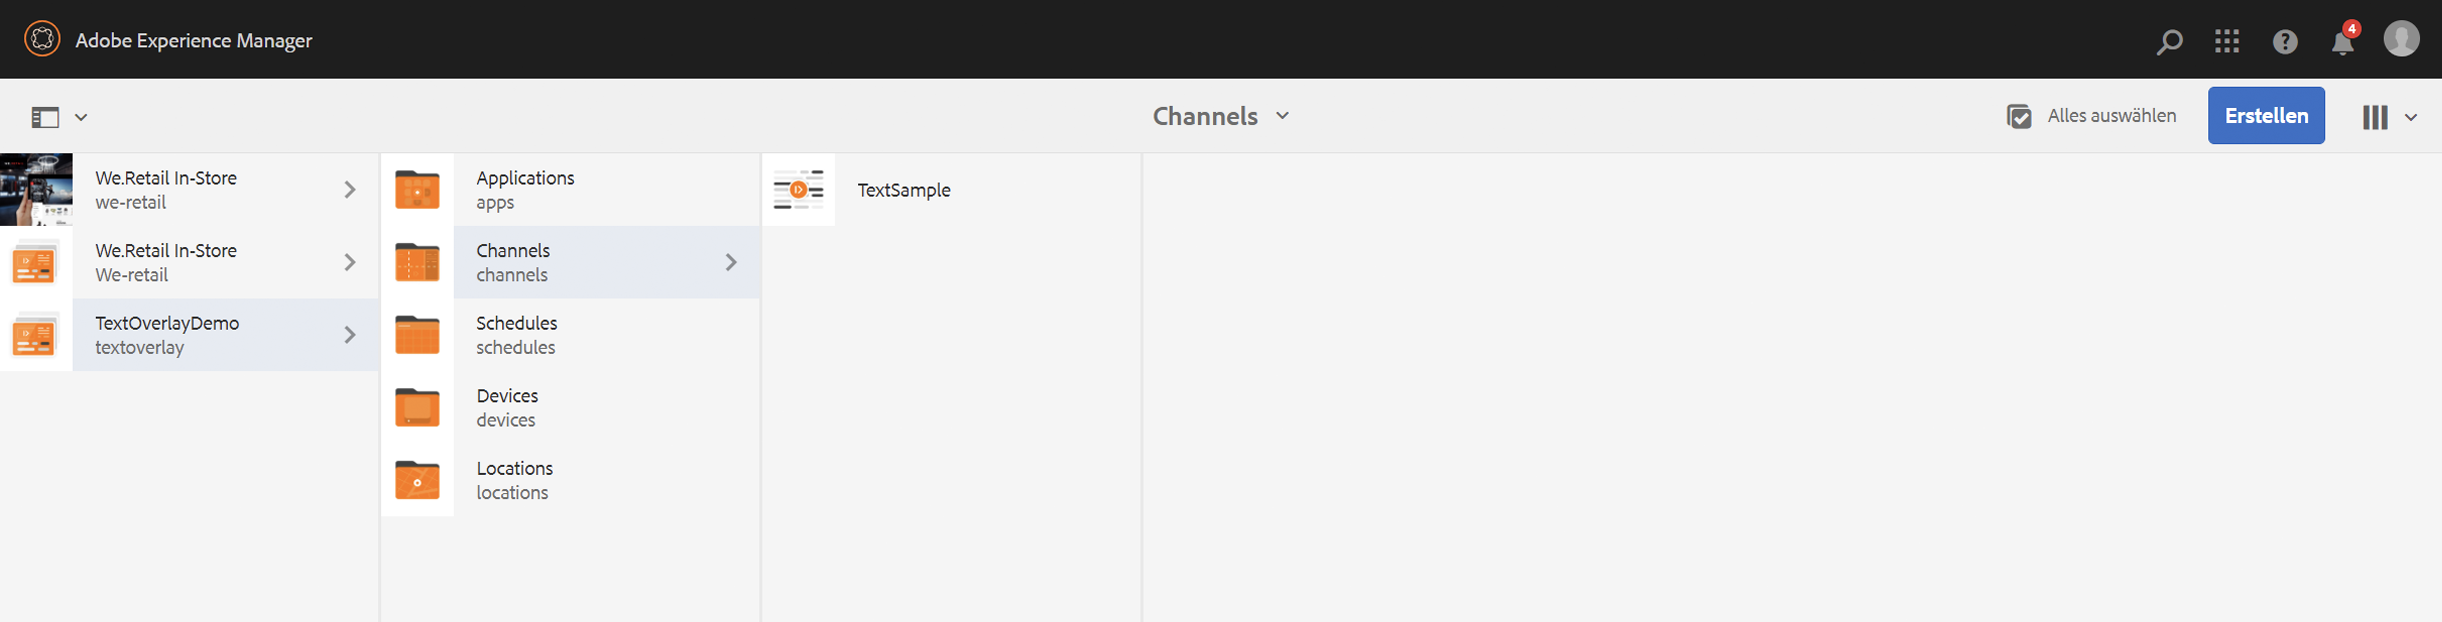 Adobe Experience Manager
4
Channels
Alles auswählen
Erstellen
We.Retail In-Store
we-retail
We.Retail In-Store
We-retail
TextOverlayDemo
textoverlay
Applications
apps
Channels
channels
Schedules
schedules
Devices
devices
Locations
locations
TextSample